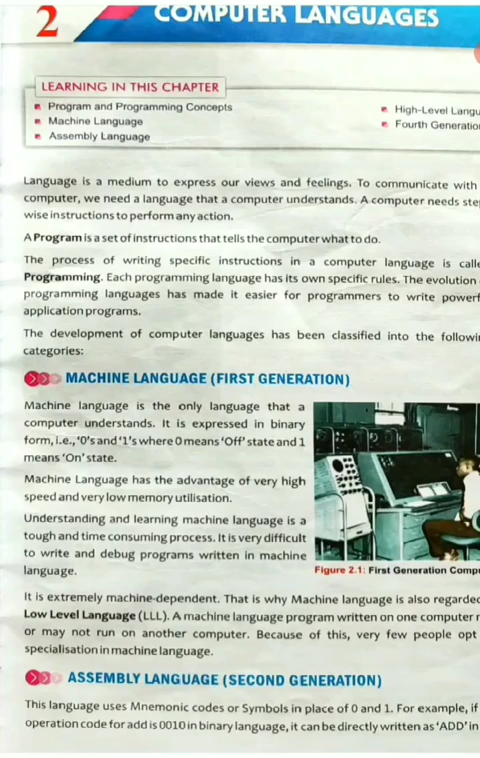 2
COMPUTER LANGUAGES
LEARNING IN THIS CHAPTER
Program and Programming Concepts
Machine Language
Assembly Language
High-Level Langu
Fourth Generation
Language is a medium to express our views and feelings. To communicate with
computer, we need a language that a computer understands. A computer needs step
wise instructions to perform any action.
A Program is a set of instructions that tells the computer what to do.
The process of writing specific instructions in a computer language is calle
Programming. Each programming language has its own specific rules. The evolution
programming languages has made it easier for programmers to write powerf
application programs.
The development of computer languages has been classified into the followin
categories:
MACHINE LANGUAGE (FIRST GENERATION)
Machine language is the only language that a
computer understands. It is expressed in binary
form, i.e., '0's and '1's where 0 means 'Off' state and 1
means 'On' state.
Machine Language has the advantage of very high
speed and very low memory utilisation.
Understanding and learning machine language is a
tough and time consuming process. It is very difficult
to write and debug programs written in machine
language.
Figure 2.1: First Generation Compu
It is extremely machine-dependent. That is why Machine language is also regarded
Low Level Language (LLL). A machine language program written on one computer
or may not run on another computer. Because of this, very few people opt
specialisation in machine language.
ASSEMBLY LANGUAGE (SECOND GENERATION)
This language uses Mnemonic codes or Symbols in place of 0 and 1. For example, if
operation code for add is 0010 in binary language, it can be directly written as 'ADD' in